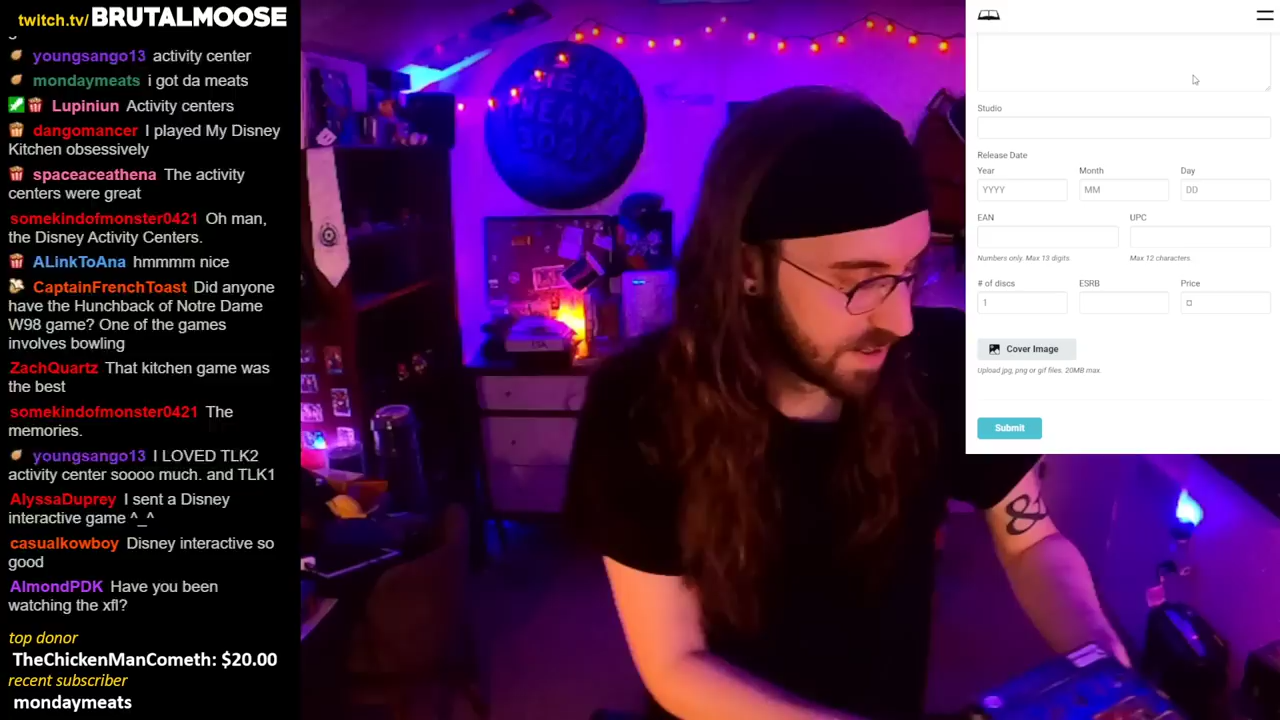 twitch.tv/BRUTALMOOSE
youngsango13 activity center
mondaymeats i got da meats
Lupiniun Activity centers
dangomancer I played My Disney
Kitchen obsessively
spaceaceathena The activity
centers were great
somekindofmonster0421 Oh man,
the Disney Activity Centers.
ALinkToAna hmmmm nice
CaptainFrenchToast Did anyone
have the Hunchback of Notre Dame
W98 game? One of the games
involves bowling
ZachQuartz That kitchen game was
the best
somekindofmonster0421 The
memories.
youngsango13 I LOVED TLK2
activity center soooo much. and TLK1
AlyssaDuprey I sent a Disney
interactive game ^_^
casualkowboy Disney interactive so
good
AlmondPDK Have you been
watching the xfl?
top donor
TheChickenManCometh: $20.00
recent subscriber
mondaymeats
Studio
Release Date
Year Month Day
YYYY MM DD
EAN UPC
Numbers only. Max 13 digits. Max 12 characters.
# of discs ESRB Price
1 ¤
Cover Image
Upload jpg, png or gif files. 20MB max.
Submit